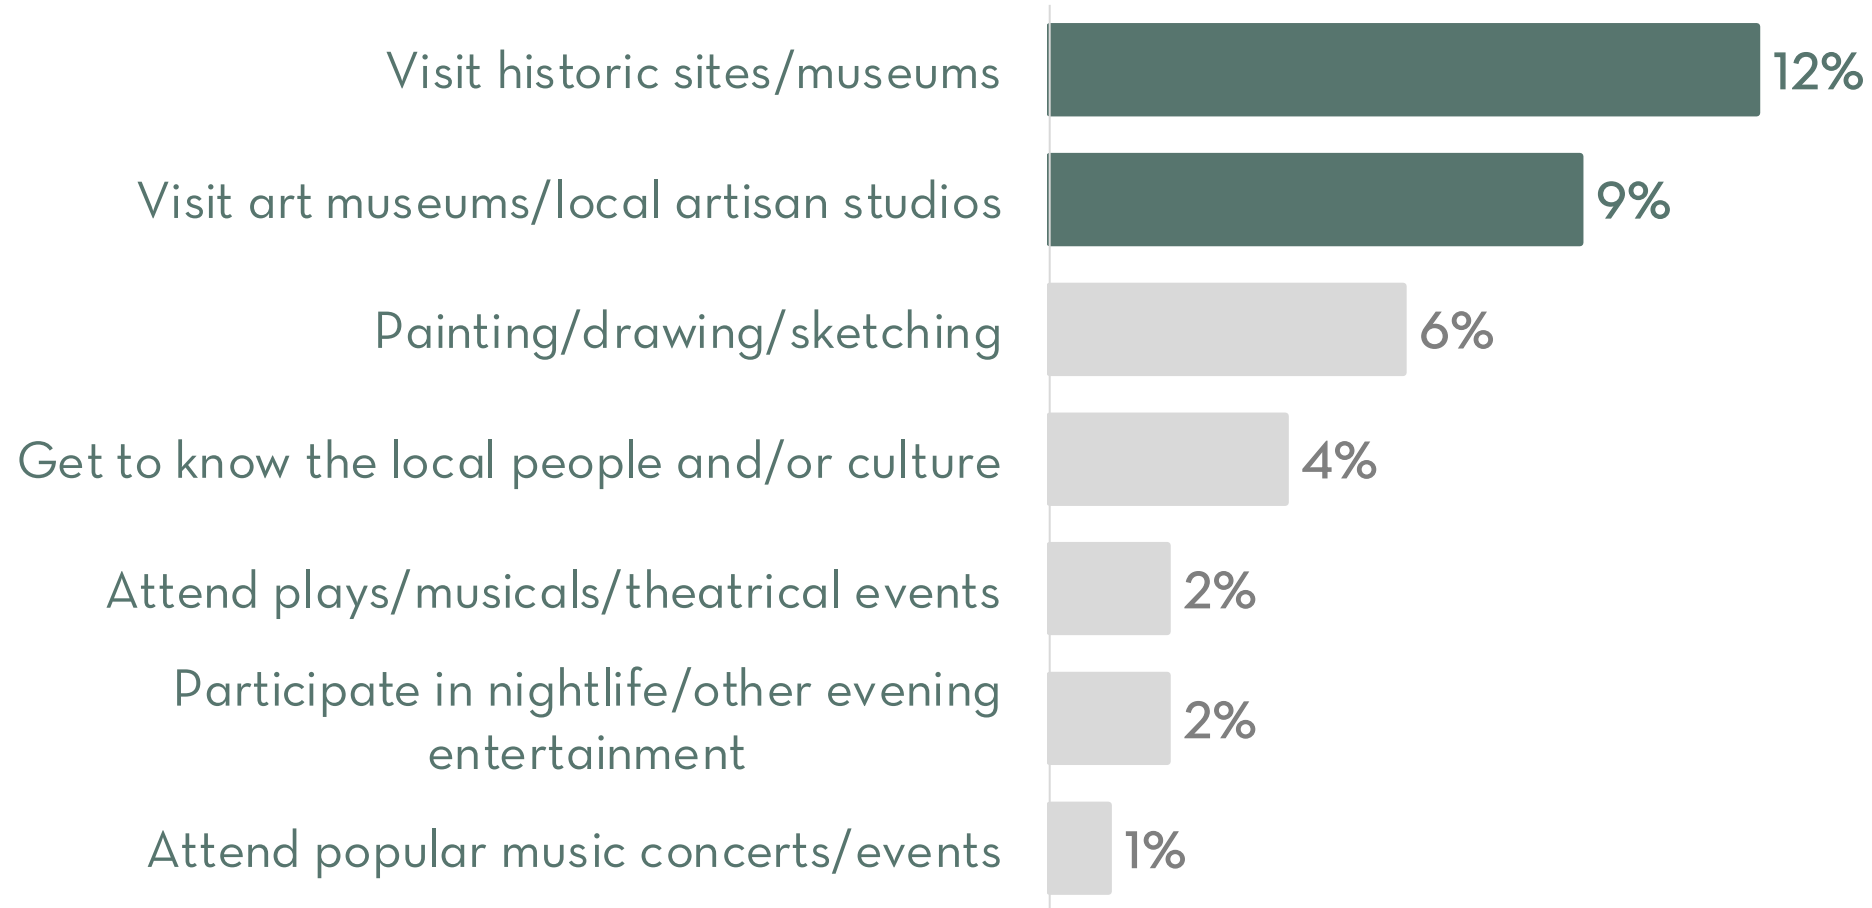 Visit historic sites/museums 12%
Visit art museums/local artisan studios 9%
Painting/drawing/sketching 6%
Get to know the local people and/or culture 4%
Attend plays/musicals/theatrical events 2%
Participate in nightlife/other evening
entertainment 2%
Attend popular music concerts/events 1%